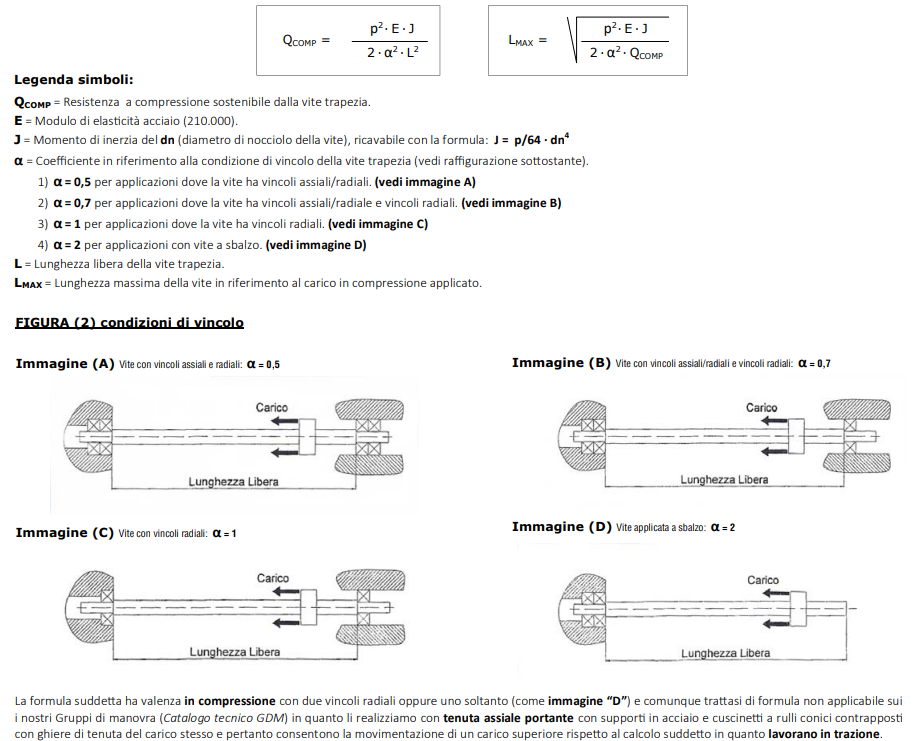 Q_COMP = p²· E · J / 2 · α² · L²
L_MAX = √ p²· E · J / 2 · α² · Q_COMP
Legenda simboli:
Q_COMP = Resistenza a compressione sostenibile dalla vite trapezia.
E = Modulo di elasticità acciaio (210.000).
J = Momento di inerzia del dn (diametro di nocciolo della vite), ricavabile con la formula: J = p/64 · dn⁴
α = Coefficiente in riferimento alla condizione di vincolo della vite trapezia (vedi raffigurazione sottostante).
1) α = 0,5 per applicazioni dove la vite ha vincoli assiali/radiali. (vedi immagine A)
2) α = 0,7 per applicazioni dove la vite ha vincoli assiali/radiale e vincoli radiali. (vedi immagine B)
3) α = 1 per applicazioni dove la vite ha vincoli radiali. (vedi immagine C)
4) α = 2 per applicazioni con vite a sbalzo. (vedi immagine D)
L = Lunghezza libera della vite trapezia.
L_MAX = Lunghezza massima della vite in riferimento al carico in compressione applicato.
FIGURA (2) condizioni di vincolo
Immagine (A) Vite con vincoli assiali e radiali: α = 0,5
Carico
Lunghezza Libera
Immagine (B) Vite con vincoli assiali/radiali e vincoli radiali: α = 0,7
Carico
Lunghezza Libera
Immagine (C) Vite con vincoli radiali: α = 1
Carico
Lunghezza Libera
Immagine (D) Vite applicata a sbalzo: α = 2
Carico
Lunghezza Libera
La formula suddetta ha valenza in compressione con due vincoli radiali oppure uno soltanto (come immagine “D”) e comunque trattasi di formula non applicabile sui
i nostri Gruppi di manovra (Catalogo tecnico GDM) in quanto li realizziamo con tenuta assiale portante con supporti in acciaio e cuscinetti a rulli conici contrapposti
con ghiere di tenuta del carico stesso e pertanto consentono la movimentazione di un carico superiore rispetto al calcolo suddetto in quanto lavorano in trazione.